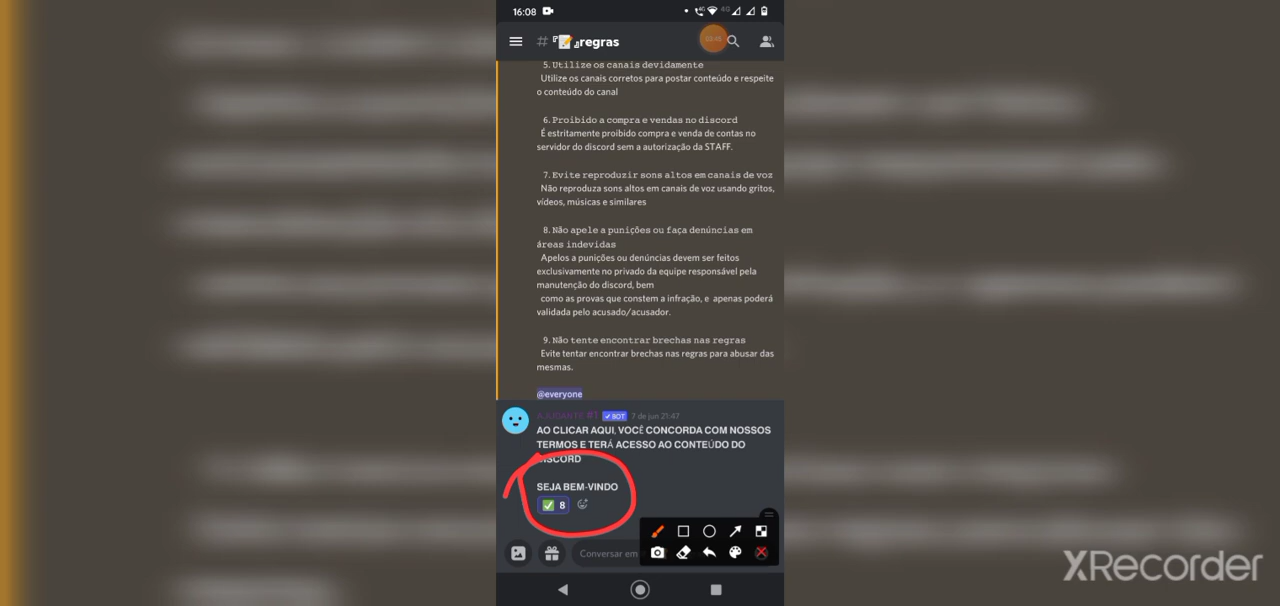 16:08
4G 4G
# 『📝』regras
5. Utilize os canais devidamente
Utilize os canais corretos para postar conteúdo e respeite
o conteúdo do canal
6. Proibido a compra e vendas no discord
É estritamente proibido compra e venda de contas no
servidor do discord sem a autorização da STAFF.
7. Evite reproduzir sons altos em canais de voz
Não reproduza sons altos em canais de voz usando gritos,
vídeos, músicas e similares
8. Não apele a punições ou faça denúncias em
áreas indevidas
Apelos a punições ou denúncias devem ser feitos
exclusivamente no privado da equipe responsável pela
manutenção do discord, bem
como as provas que constem a infração, e apenas poderá
validada pelo acusado/acusador.
9. Não tente encontrar brechas nas regras
Evite tentar encontrar brechas nas regras para abusar das
mesmas.
@everyone
AJUDANTE #1 ✔BOT 7 de jun 21:47
AO CLICAR AQUI, VOCÊ CONCORDA COM NOSSOS
TERMOS E TERÁ ACESSO AO CONTEÚDO DO
DISCORD
SEJA BEM-VINDO
✅ 8
Conversar em
XRecorder